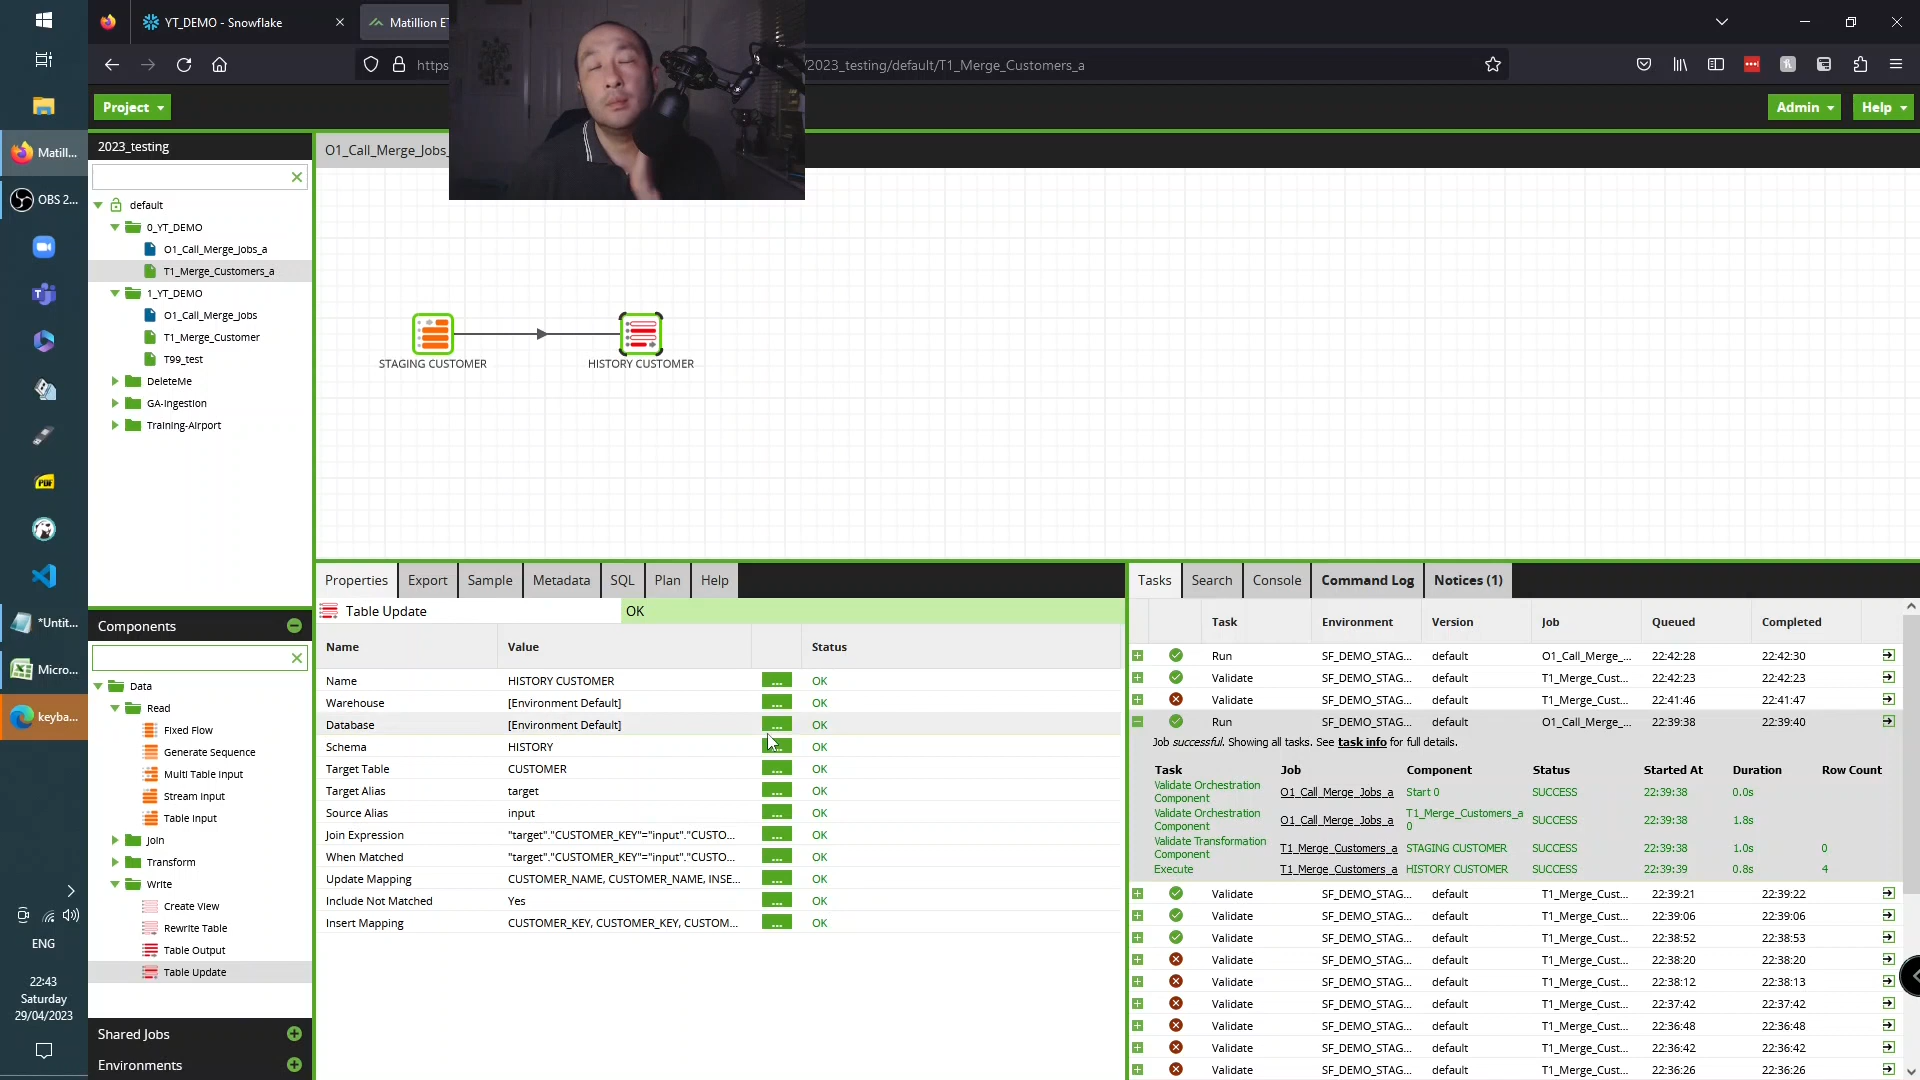 YT_DEMO - Snowflake
Matillion E
https
/2023_testing/default/T1_Merge_Customers_a
Project
Admin
Help
2023_testing
default
0_YT_DEMO
O1_Call_Merge_Jobs_a
T1_Merge_Customers_a
1_YT_DEMO
O1_Call_Merge_Jobs
T1_Merge_Customer
T99_test
DeleteMe
GA-Ingestion
Training-Airport
O1_Call_Merge_Jobs_
STAGING CUSTOMER
HISTORY CUSTOMER
Matill...
OBS 2...
PDF
*Untit...
Micro...
keyba...
ENG
22:43
Saturday
29/04/2023
Components
Data
Read
Fixed Flow
Generate Sequence
Multi Table Input
Stream Input
Table Input
Join
Transform
Write
Create View
Rewrite Table
Table Output
Table Update
Shared Jobs
Environments
Properties Export Sample Metadata SQL Plan Help
Table Update OK
Name Value Status
Name HISTORY CUSTOMER ... OK
Warehouse [Environment Default] ... OK
Database [Environment Default] ... OK
Schema HISTORY ... OK
Target Table CUSTOMER ... OK
Target Alias target ... OK
Source Alias input ... OK
Join Expression "target"."CUSTOMER_KEY"="input"."CUSTO... ... OK
When Matched "target"."CUSTOMER_KEY"="input"."CUSTO... ... OK
Update Mapping CUSTOMER_NAME, CUSTOMER_NAME, INSE... ... OK
Include Not Matched Yes ... OK
Insert Mapping CUSTOMER_KEY, CUSTOMER_KEY, CUSTOM... ... OK
Tasks Search Console Command Log Notices (1)
Task Environment Version Job Queued Completed
Run SF_DEMO_STAG... default O1_Call_Merge_... 22:42:28 22:42:30
Validate SF_DEMO_STAG... default T1_Merge_Cust... 22:42:23 22:42:23
Validate SF_DEMO_STAG... default T1_Merge_Cust... 22:41:46 22:41:47
Run SF_DEMO_STAG... default O1_Call_Merge_... 22:39:38 22:39:40
Job successful. Showing all tasks. See task info for full details.
Task Job Component Status Started At Duration Row Count
Validate Orchestration Component O1_Call_Merge_Jobs_a Start 0 SUCCESS 22:39:38 0.0s
Validate Orchestration Component O1_Call_Merge_Jobs_a T1_Merge_Customers_a 0 SUCCESS 22:39:38 1.8s
Validate Transformation Component T1_Merge_Customers_a STAGING CUSTOMER SUCCESS 22:39:38 1.0s 0
Execute T1_Merge_Customers_a HISTORY CUSTOMER SUCCESS 22:39:39 0.8s 4
Validate SF_DEMO_STAG... default T1_Merge_Cust... 22:39:21 22:39:22
Validate SF_DEMO_STAG... default T1_Merge_Cust... 22:39:06 22:39:06
Validate SF_DEMO_STAG... default T1_Merge_Cust... 22:38:52 22:38:53
Validate SF_DEMO_STAG... default T1_Merge_Cust... 22:38:20 22:38:20
Validate SF_DEMO_STAG... default T1_Merge_Cust... 22:38:12 22:38:13
Validate SF_DEMO_STAG... default T1_Merge_Cust... 22:37:42 22:37:42
Validate SF_DEMO_STAG... default T1_Merge_Cust... 22:36:48 22:36:48
Validate SF_DEMO_STAG... default T1_Merge_Cust... 22:36:42 22:36:42
Validate SF_DEMO_STAG... default T1_Merge_Cust... 22:36:26 22:36:26